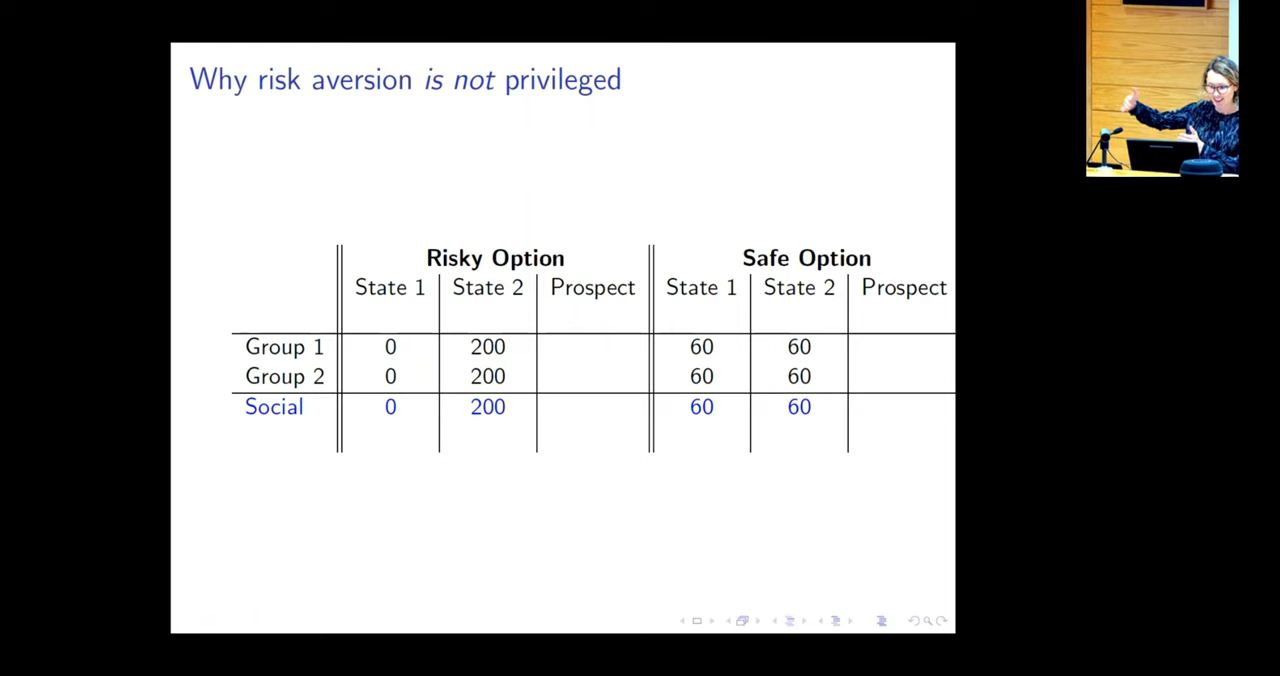 Why risk aversion is not privileged
Risky Option Safe Option
State 1 State 2 Prospect State 1 State 2 Prospect
Group 1 0 200 60 60
Group 2 0 200 60 60
Social 0 200 60 60